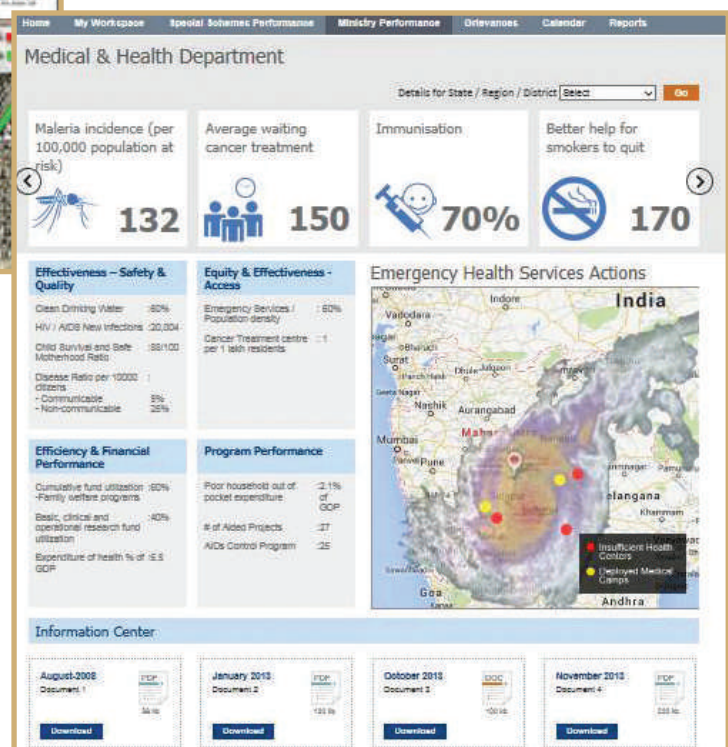 Home My Workspace Special Schemes Performance Ministry Performance Grievances Calendar Reports
Medical & Health Department
Details for State / Region / District Select Go
Maleria incidence (per
100,000 population at
risk)
132
Average waiting
cancer treatment
150
Immunisation
70%
Better help for
smokers to quit
170
Effectiveness – Safety &
Quality
Clean Drinking Water :60%
HIV / AIDS New Infections :20,004
Child Survival and Safe :88/100
Motherhood Ratio
Disease Ratio per 10000 :
citizens
- Communicable 5%
- Non-communicable 25%
Equity & Effectiveness -
Access
Emergency Services / : 60%
Population density
Cancer Treatment centre : 1
per 1 lakh residents
Efficiency & Financial
Performance
Cumulative fund utilization :60%
-Family welfare programs
Basic, clinical and :40%
operational research fund
utilization
Expenditure of health % of :5.5
GDP
Program Performance
Poor household out of :2.1%
pocket expenditure of
GDP
# of Aided Projects :27
AIDs Control Program :25
Emergency Health Services Actions
Indore
India
Vadodara
Bharuch
Surat
Dhule Jalgaon
Nashik
Aurangabad
Mumbai
Pune
elangana
Khammam
Goa
Andhra
Insufficient Health
Centers
Deployed Medical
Camps
Information Center
August-2008
Document 1
PDF
Download
January 2013
Document 2
PDF
Download
October 2013
Document 3
DOC
Download
November 2013
Document 4
PDF
Download